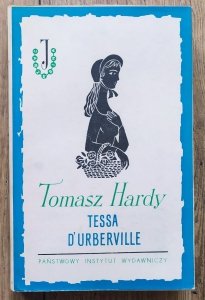 J
Tomasz Hardy
TESSA
D'URBERVILLE
PAŃSTWOWY INSTYTUT WYDAWNICZY